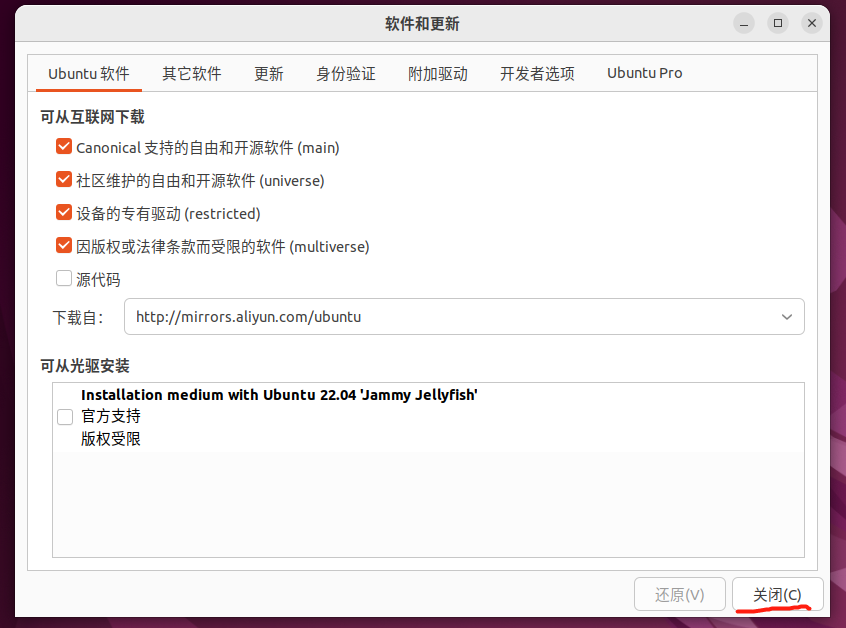 软件和更新
Ubuntu 软件 其它软件 更新 身份验证 附加驱动 开发者选项 Ubuntu Pro
可从互联网下载
Canonical 支持的自由和开源软件 (main)
社区维护的自由和开源软件 (universe)
设备的专有驱动 (restricted)
因版权或法律条款而受限的软件 (multiverse)
源代码
下载自： http://mirrors.aliyun.com/ubuntu
可从光驱安装
Installation medium with Ubuntu 22.04 'Jammy Jellyfish'
官方支持
版权受限
还原(V) 关闭(C)